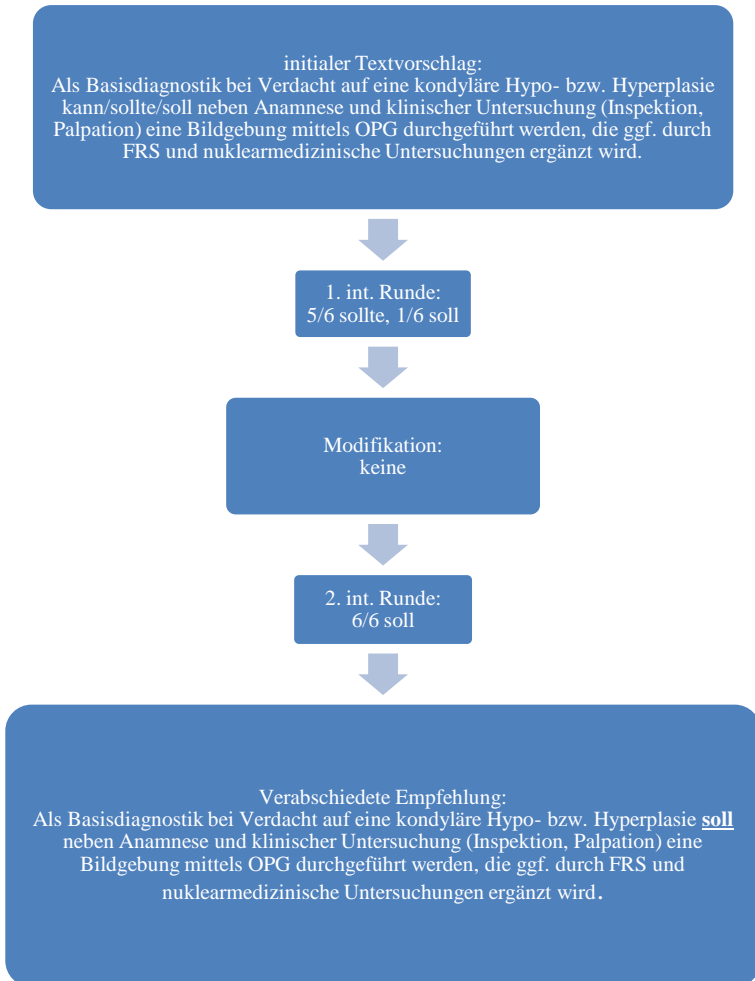 initialer Textvorschlag:
Als Basisdiagnostik bei Verdacht auf eine kondyläre Hypo- bzw. Hyperplasie
kann/sollte/soll neben Anamnese und klinischer Untersuchung (Inspektion,
Palpation) eine Bildgebung mittels OPG durchgeführt werden, die ggf. durch
FRS und nuklearmedizinische Untersuchungen ergänzt wird.
1. int. Runde:
5/6 sollte, 1/6 soll
Modifikation:
keine
2. int. Runde:
6/6 soll
Verabschiedete Empfehlung:
Als Basisdiagnostik bei Verdacht auf eine kondyläre Hypo- bzw. Hyperplasie soll
neben Anamnese und klinischer Untersuchung (Inspektion, Palpation) eine
Bildgebung mittels OPG durchgeführt werden, die ggf. durch FRS und
nuklearmedizinische Untersuchungen ergänzt wird.